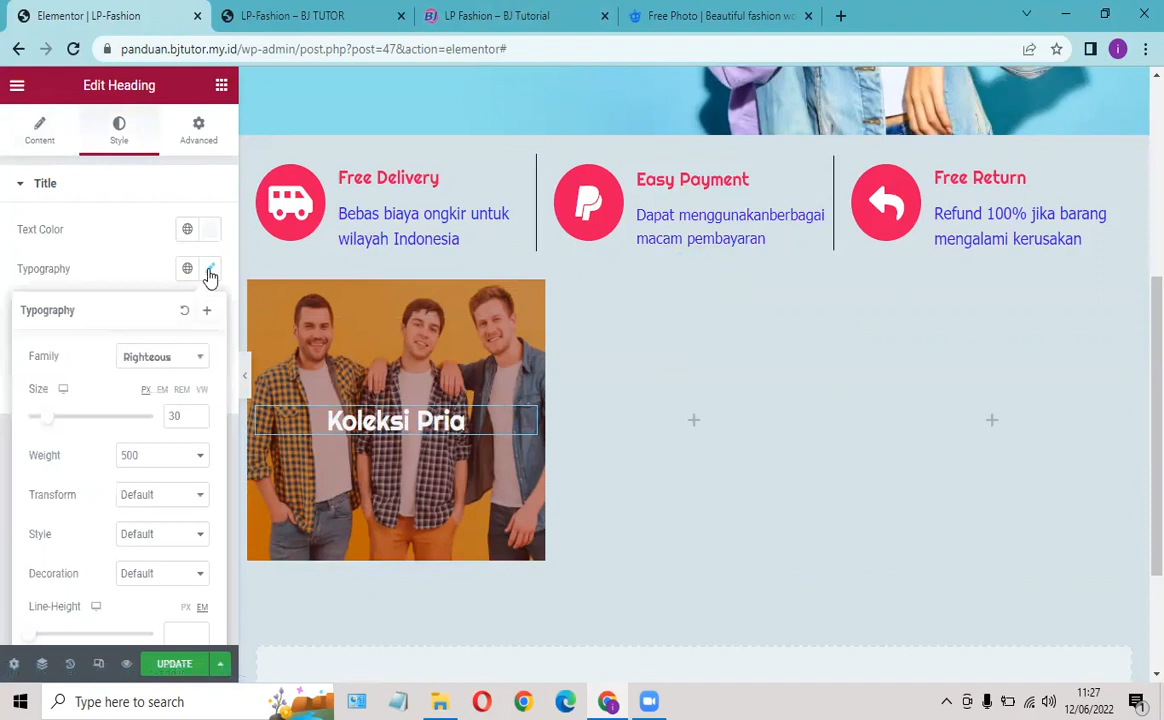 Elementor | LP-Fashion
LP-Fashion – BJ TUTOR
LP Fashion – BJ Tutorial
Free Photo | Beautiful fashion wo
panduan.bjtutor.my.id/wp-admin/post.php?post=47&action=elementor#
Edit Heading
Content
Style
Advanced
Title
Text Color
Typography
Typography
Family
Righteous
Size
PX EM REM VW
30
Weight
500
Transform
Default
Style
Default
Decoration
Default
Line-Height
PX EM
UPDATE
Free Delivery
Bebas biaya ongkir untuk
wilayah Indonesia
Easy Payment
Dapat menggunakanberbagai
macam pembayaran
Free Return
Refund 100% jika barang
mengalami kerusakan
Koleksi Pria
Type here to search
11:27
12/06/2022